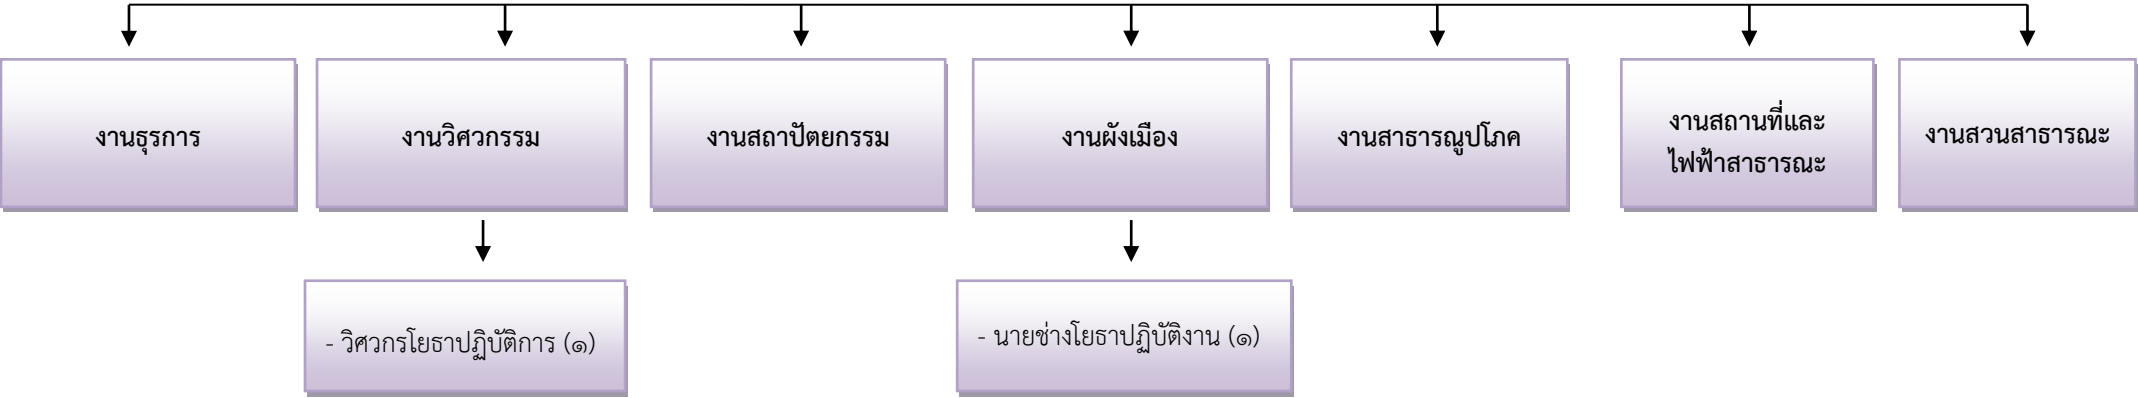 งานธุรการ
งานวิศวกรรม
งานสถาปัตยกรรม
งานผังเมือง
งานสาธารณูปโภค
งานสถานที่และ
ไฟฟ้าสาธารณะ
งานสวนสาธารณะ
- วิศวกรโยธาปฏิบัติการ (๑)
- นายช่างโยธาปฏิบัติงาน (๑)